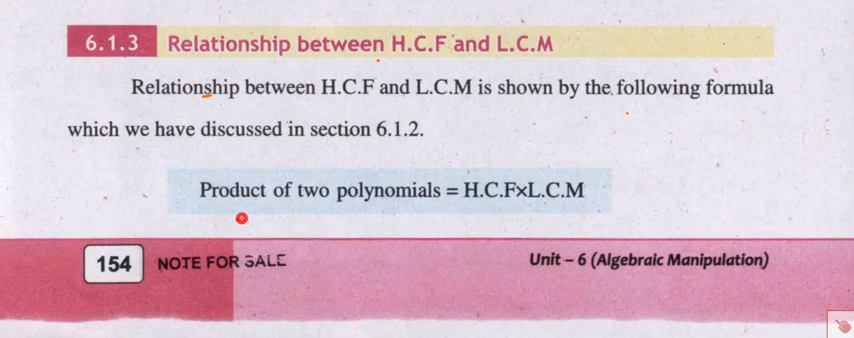 6.1.3 Relationship between H.C.F and L.C.M
Relationship between H.C.F and L.C.M is shown by the following formula
which we have discussed in section 6.1.2.
Product of two polynomials = H.C.F×L.C.M
154 NOTE FOR SALE Unit – 6 (Algebraic Manipulation)